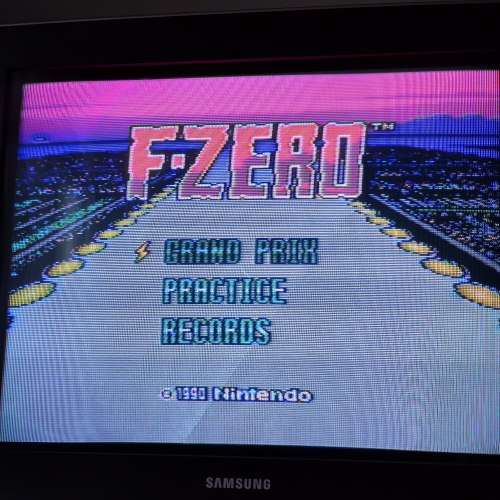 F-ZERO™
GRAND PRIX
PRACTICE
RECORDS
© 1990 Nintendo
SAMSUNG